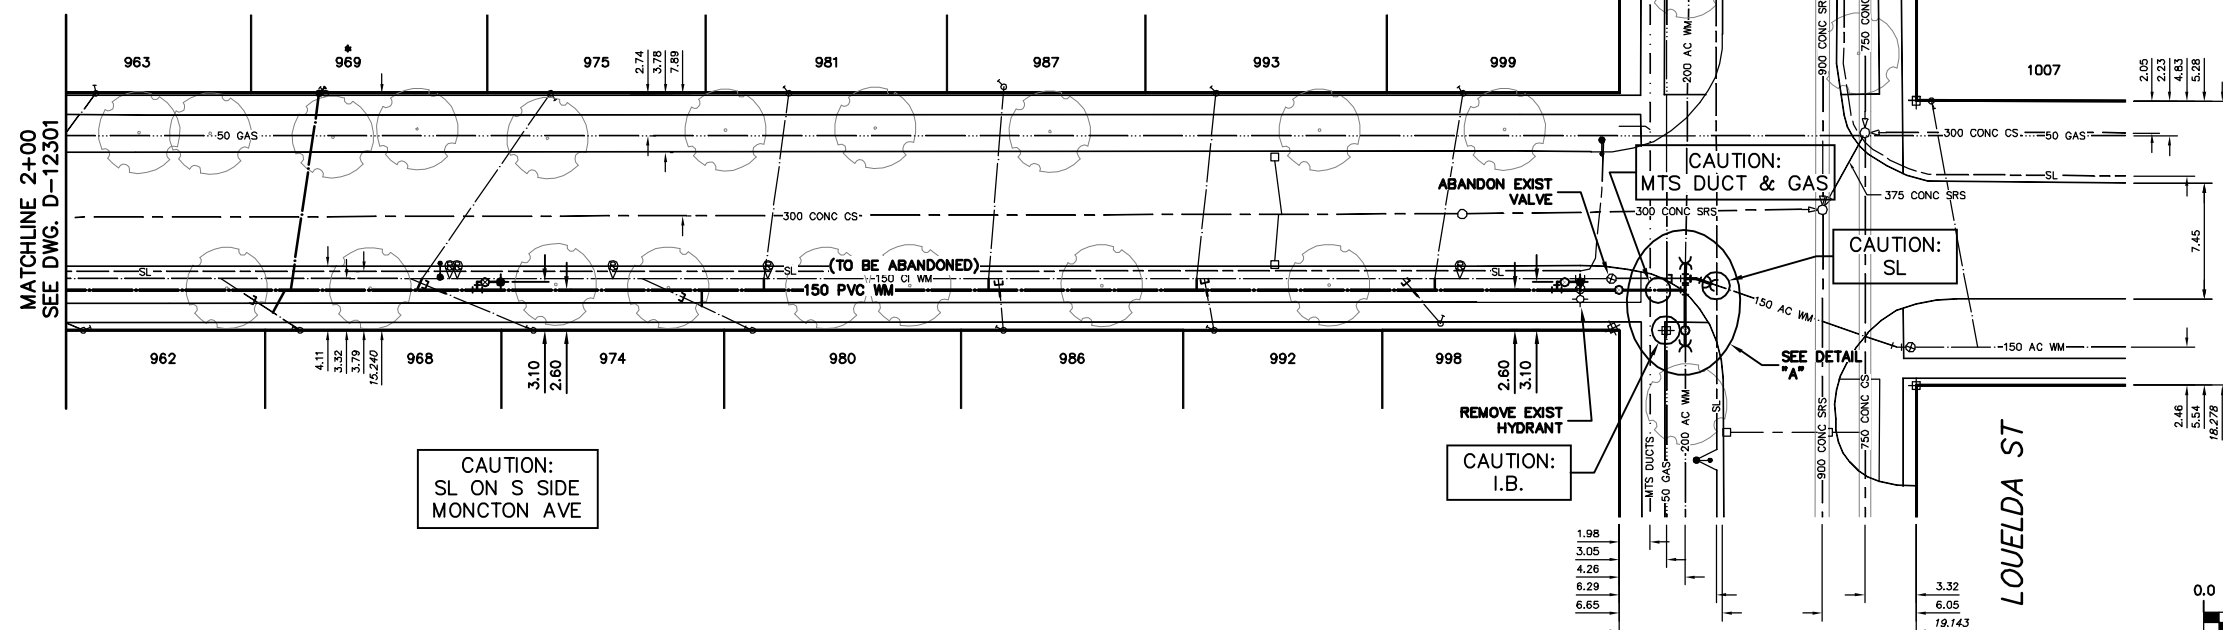 963
969
*
975
981
987
993
999
1007
2.74
3.78
7.89
200 AC WM
900 CONC SRS
750 CONC
2.05
2.23
4.83
5.28
MATCHLINE 2+00
SEE DWG. D-12301
50 GAS
300 CONC CS
50 GAS
CAUTION:
MTS DUCT & GAS
ABANDON EXIST
VALVE
SL
375 CONC SRS
300 CONC CS
300 CONC SRS
CAUTION:
SL
7.45
SL
(TO BE ABANDONED)
SL
150 CI WM
SL
150 PVC WM
150 AC WM
150 AC WM
SEE DETAIL
"A"
962
968
974
980
986
992
998
4.11
3.32
3.79
15.240
3.10
2.60
2.60
3.10
REMOVE EXIST
HYDRANT
CAUTION:
I.B.
CAUTION:
SL ON S SIDE
MONCTON AVE
MTS DUCTS
50 GAS
200 AC WM
SL
900 CONC SRS
750 CONC CS
2.46
5.54
18.278
LOUELDA ST
1.98
3.05
4.26
6.29
6.65
3.32
6.05
19.143
0.0